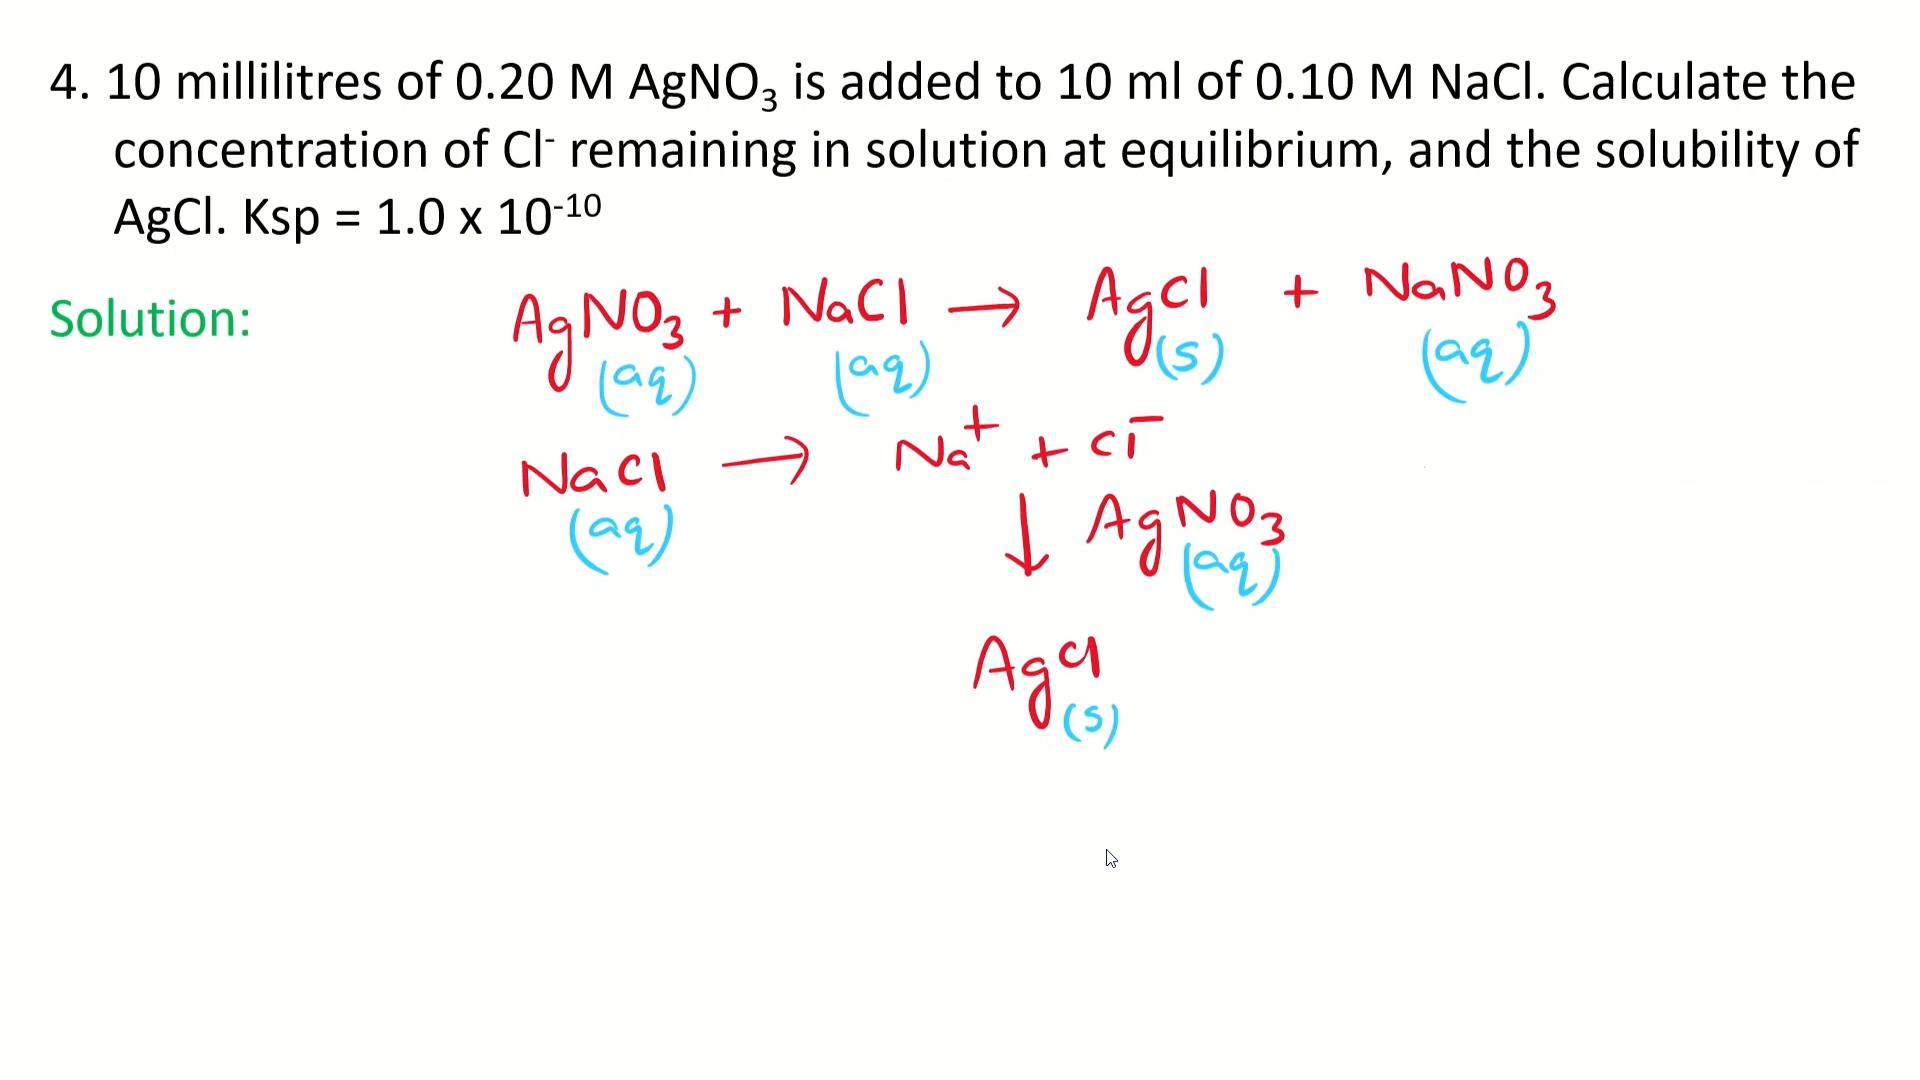 4. 10 millilitres of 0.20 M AgNO₃ is added to 10 ml of 0.10 M NaCl. Calculate the
concentration of Cl⁻ remaining in solution at equilibrium, and the solubility of
AgCl. Ksp = 1.0 x 10⁻¹⁰
Solution:
AgNO₃(aq) + NaCl(aq) → AgCl(s) + NaNO₃(aq)
NaCl(aq) → Na⁺ + Cl⁻
↓ AgNO₃(aq)
AgCl(s)